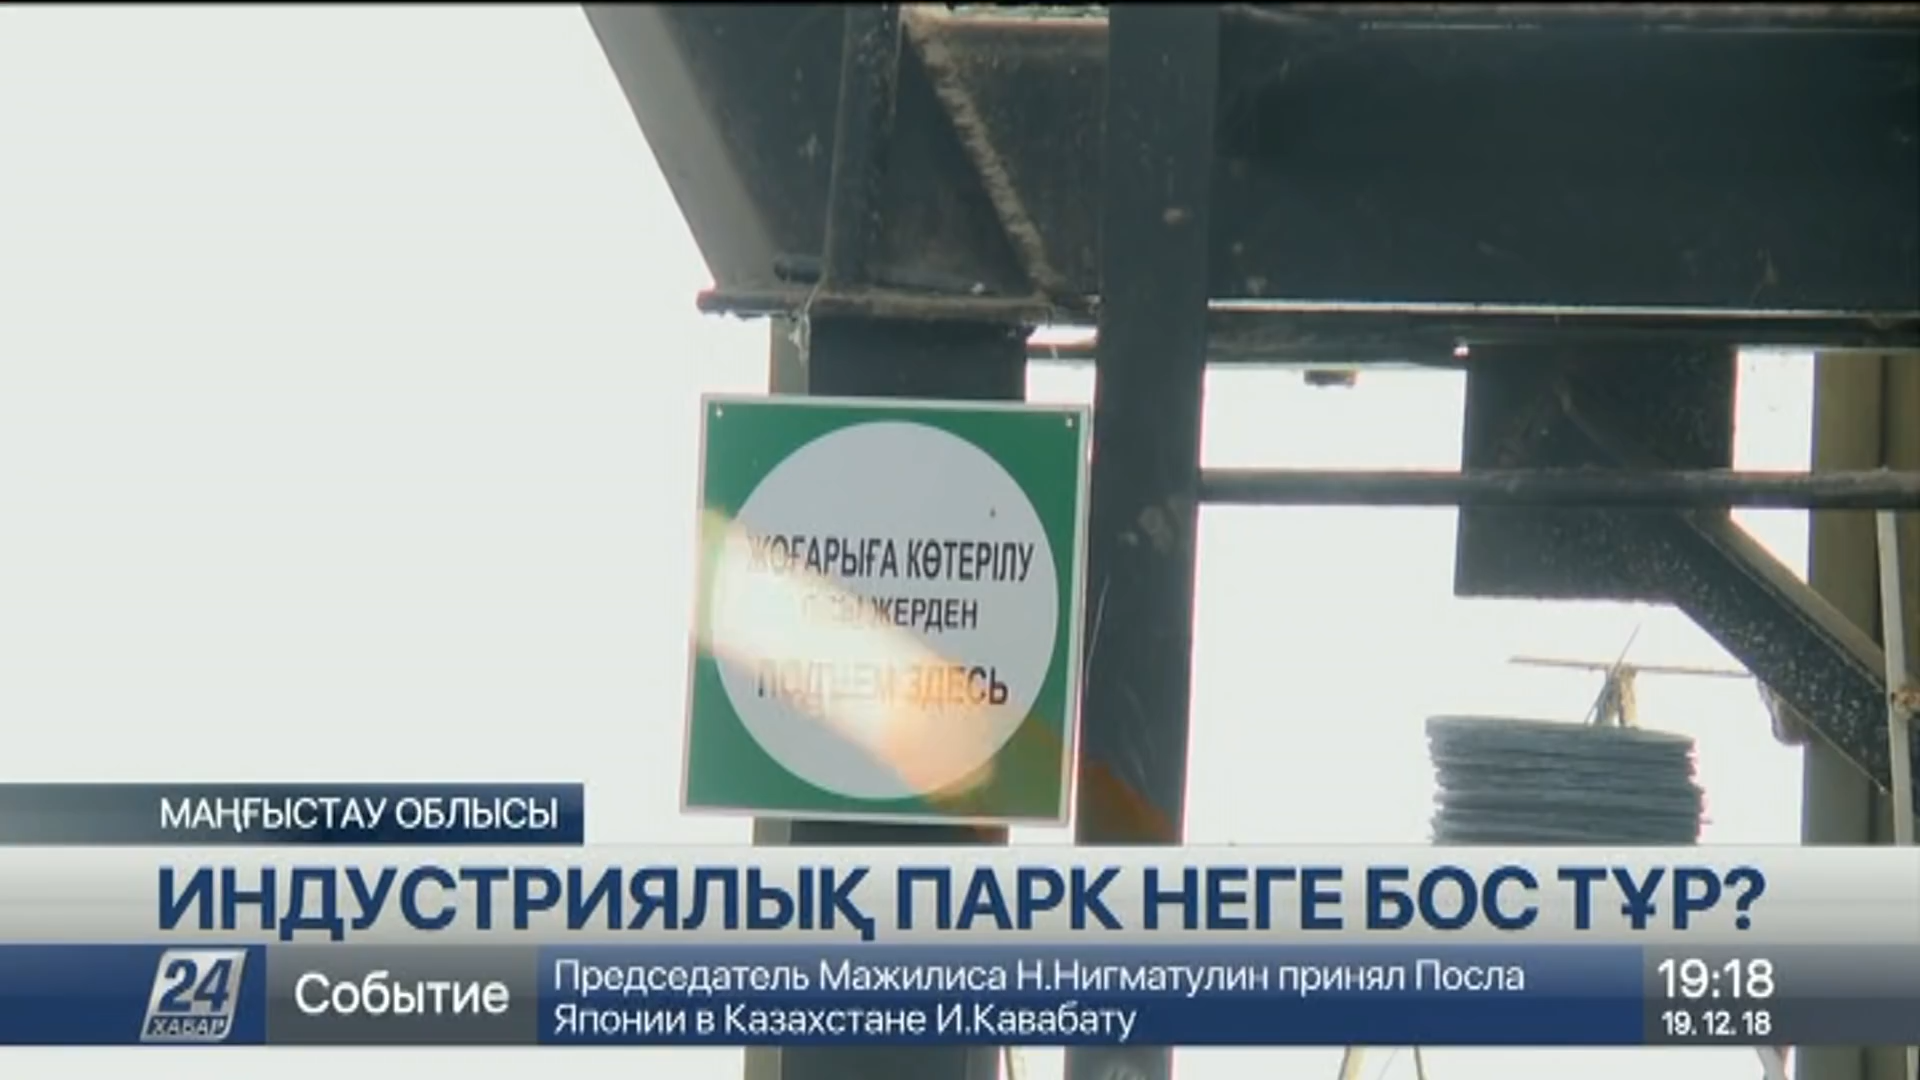 ЖОҒАРЫҒА КӨТЕРІЛУ
ЖЕРДЕН
ПОДЪЕМ ЗДЕСЬ
МАҢҒЫСТАУ ОБЛЫСЫ
ИНДУСТРИЯЛЫҚ ПАРК НЕГЕ БОС ТҰР?
24
ХАБАР
Событие
Председатель Мажилиса Н.Нигматулин принял Посла
Японии в Казахстане И.Кавабату
19:18
19. 12. 18